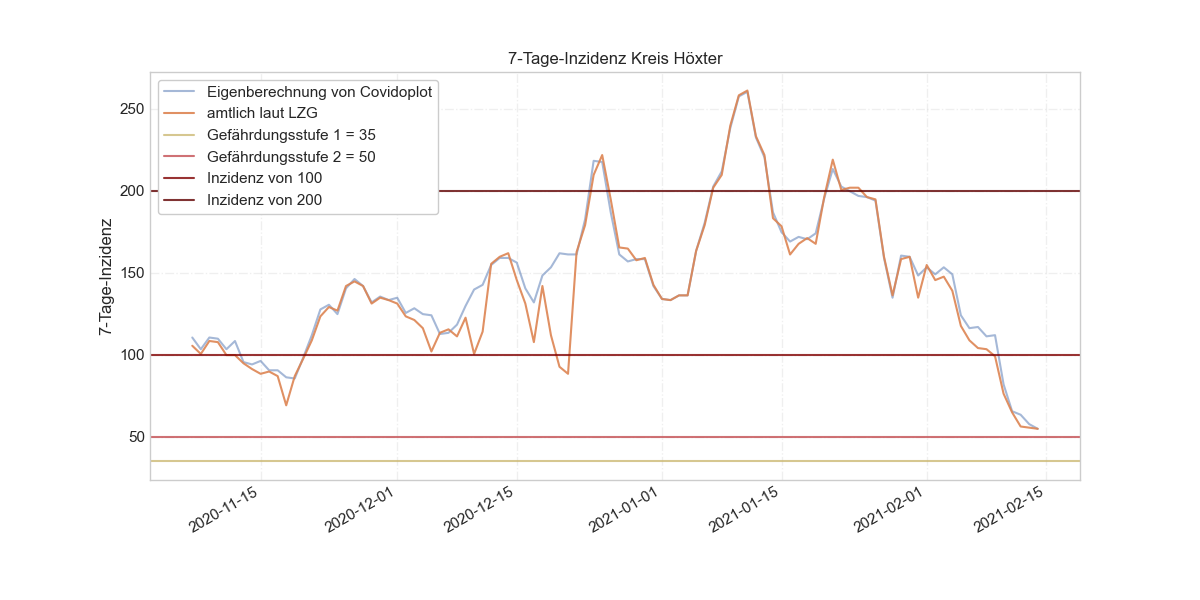 7-Tage-Inzidenz Kreis Höxter
Eigenberechnung von Covidoplot
amtlich laut LZG
Gefährdungsstufe 1 = 35
Gefährdungsstufe 2 = 50
Inzidenz von 100
Inzidenz von 200
7-Tage-Inzidenz
250
200
150
100
50
2020-11-15
2020-12-01
2020-12-15
2021-01-01
2021-01-15
2021-02-01
2021-02-15